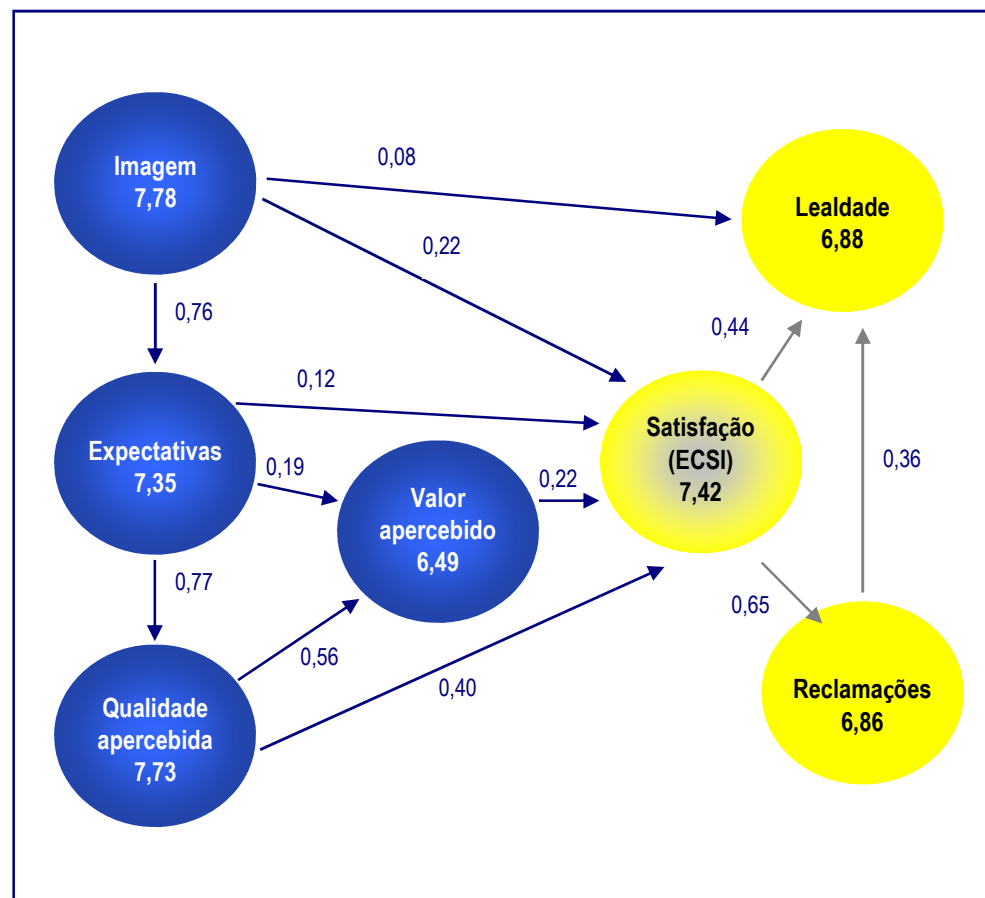 Imagem
7,78
0,08
Lealdade
6,88
0,22
0,76
0,44
0,12
Expectativas
7,35
0,19
Valor
apercebido
6,49
0,22
Satisfação
(ECSI)
7,42
0,36
0,77
0,65
0,56
0,40
Qualidade
apercebida
7,73
Reclamações
6,86